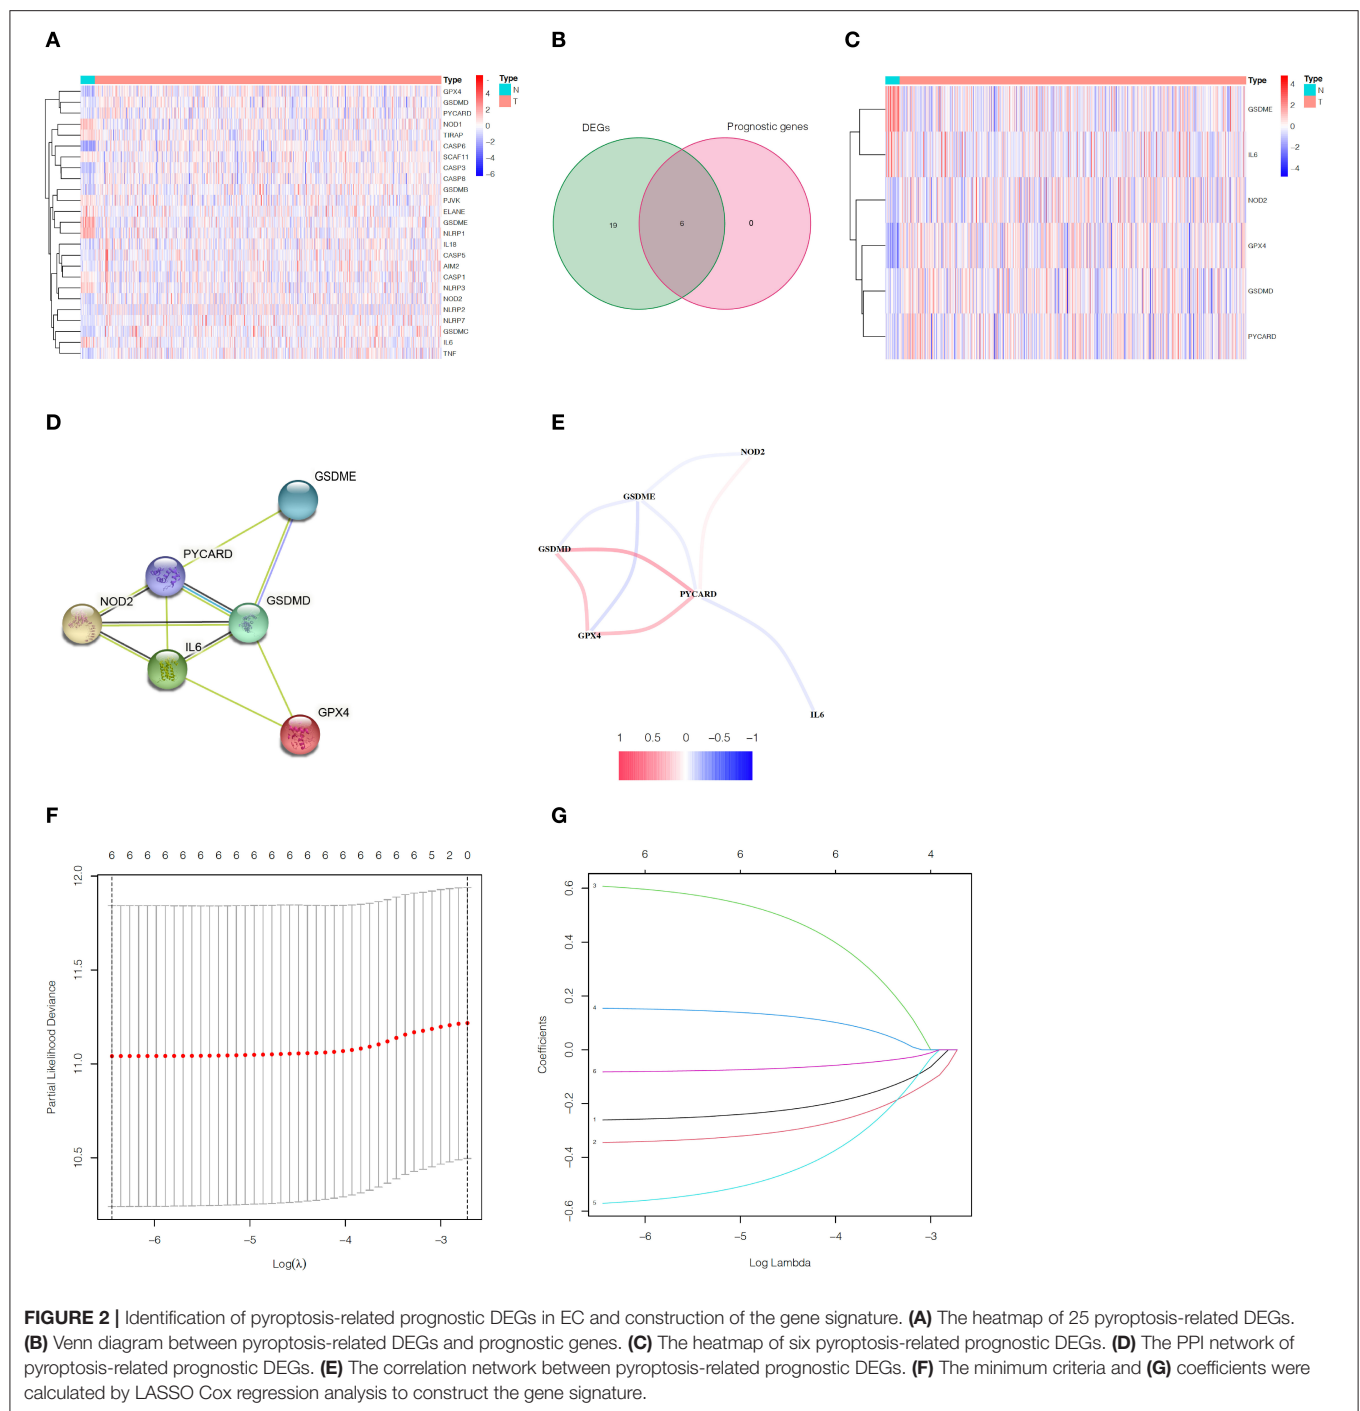 A
Type
GPX4
GSDMD
PYCARD
NOD1
TIRAP
CASP6
SCAF11
CASP3
CASP8
GSDMB
PJVK
ELANE
GSDME
NLRP1
IL18
CASP5
AIM2
CASP1
NLRP3
NOD2
NLRP2
NLRP7
GSDMC
IL6
TNF
4
2
0
−2
−4
−6
Type
N
T
B
DEGs
Prognostic genes
19
6
0
C
Type
GSDME
IL6
NOD2
GPX4
GSDMD
PYCARD
4
2
0
−2
−4
Type
N
T
D
GSDME
PYCARD
NOD2
GSDMD
IL6
GPX4
E
NOD2
GSDME
GSDMD
PYCARD
GPX4
IL6
1 0.5 0 −0.5 −1
F
6 6 6 6 6 6 6 6 6 6 6 6 6 6 6 6 6 6 5 2 0
12.0
11.5
11.0
10.5
Partial Likelihood Deviance
−6 −5 −4 −3
Log(λ)
G
6 6 6 4
0.6
0.4
0.2
0.0
−0.2
−0.4
−0.6
Coefficients
3
4
6
1
2
5
−6 −5 −4 −3
Log Lambda
FIGURE 2 | Identification of pyroptosis-related prognostic DEGs in EC and construction of the gene signature. (A) The heatmap of 25 pyroptosis-related DEGs.
(B) Venn diagram between pyroptosis-related DEGs and prognostic genes. (C) The heatmap of six pyroptosis-related prognostic DEGs. (D) The PPI network of
pyroptosis-related prognostic DEGs. (E) The correlation network between pyroptosis-related prognostic DEGs. (F) The minimum criteria and (G) coefficients were
calculated by LASSO Cox regression analysis to construct the gene signature.